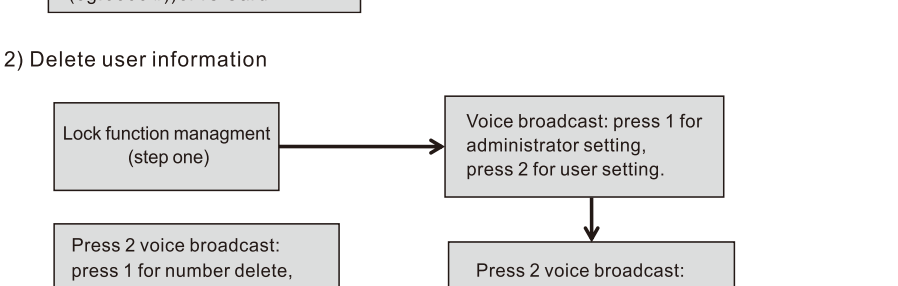 2) Delete user information
Lock function managment
(step one)
Voice broadcast: press 1 for
administrator setting,
press 2 for user setting.
Press 2 voice broadcast:
press 1 for number delete,
Press 2 voice broadcast: